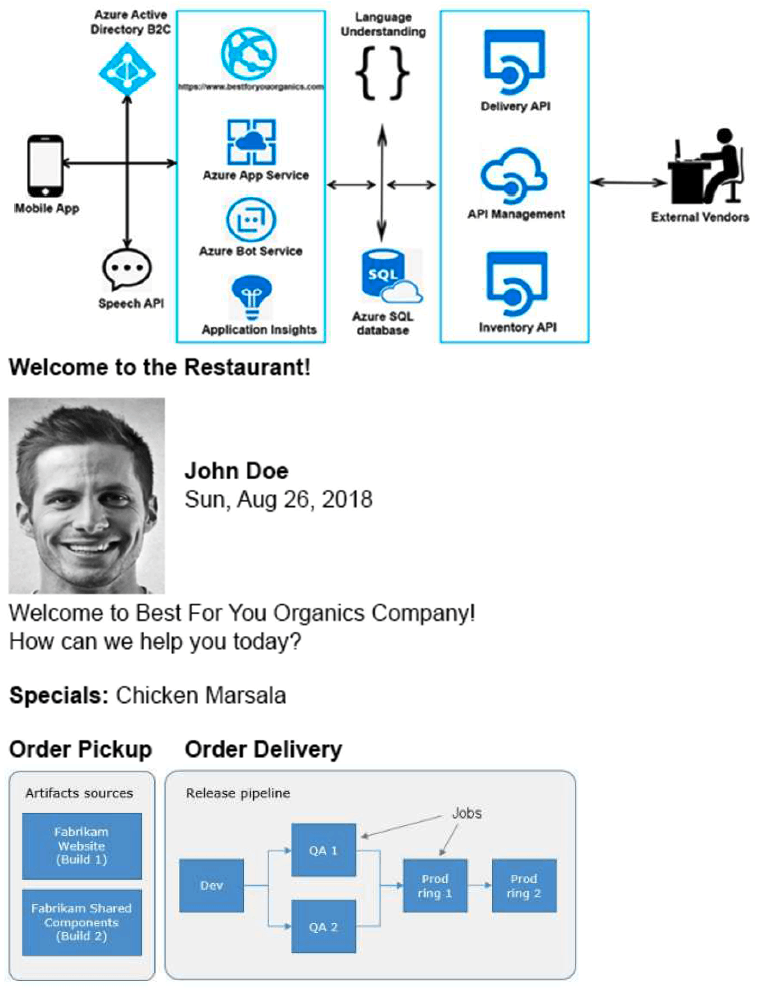 Azure Active
Directory B2C
Language
Understanding
https://www.bestforyouorganics.com
Delivery API
Azure App Service
Mobile App
API Management
External Vendors
Azure Bot Service
Speech API
SQL
Azure SQL
database
Application Insights
Inventory API
Welcome to the Restaurant!
John Doe
Sun, Aug 26, 2018
Welcome to Best For You Organics Company!
How can we help you today?
Specials: Chicken Marsala
Order Pickup
Order Delivery
Artifacts sources
Fabrikam
Website
(Build 1)
Fabrikam Shared
Components
(Build 2)
Release pipeline
Jobs
Dev
QA 1
QA 2
Prod
ring 1
Prod
ring 2